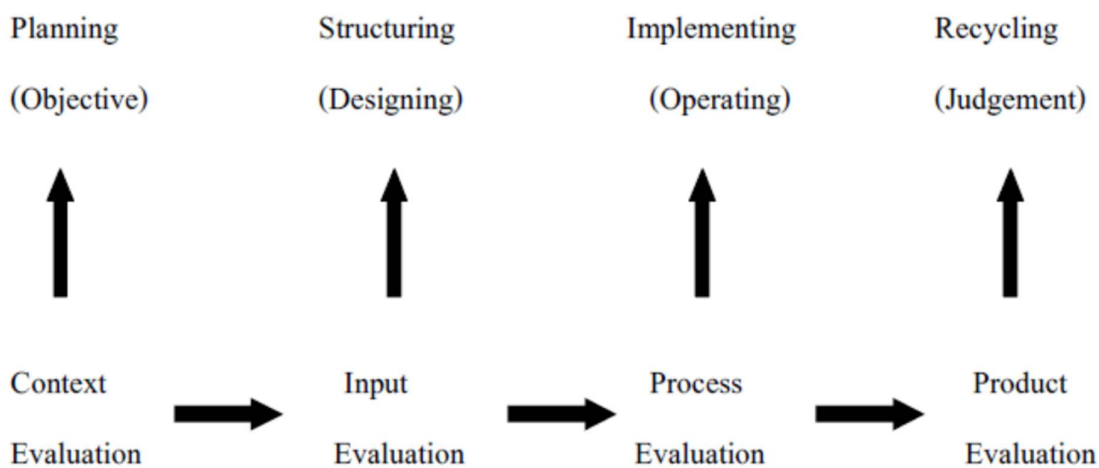 Planning Structuring Implementing Recycling
(Objective) (Designing) (Operating) (Judgement)
Context Input Process Product
Evaluation Evaluation Evaluation Evaluation